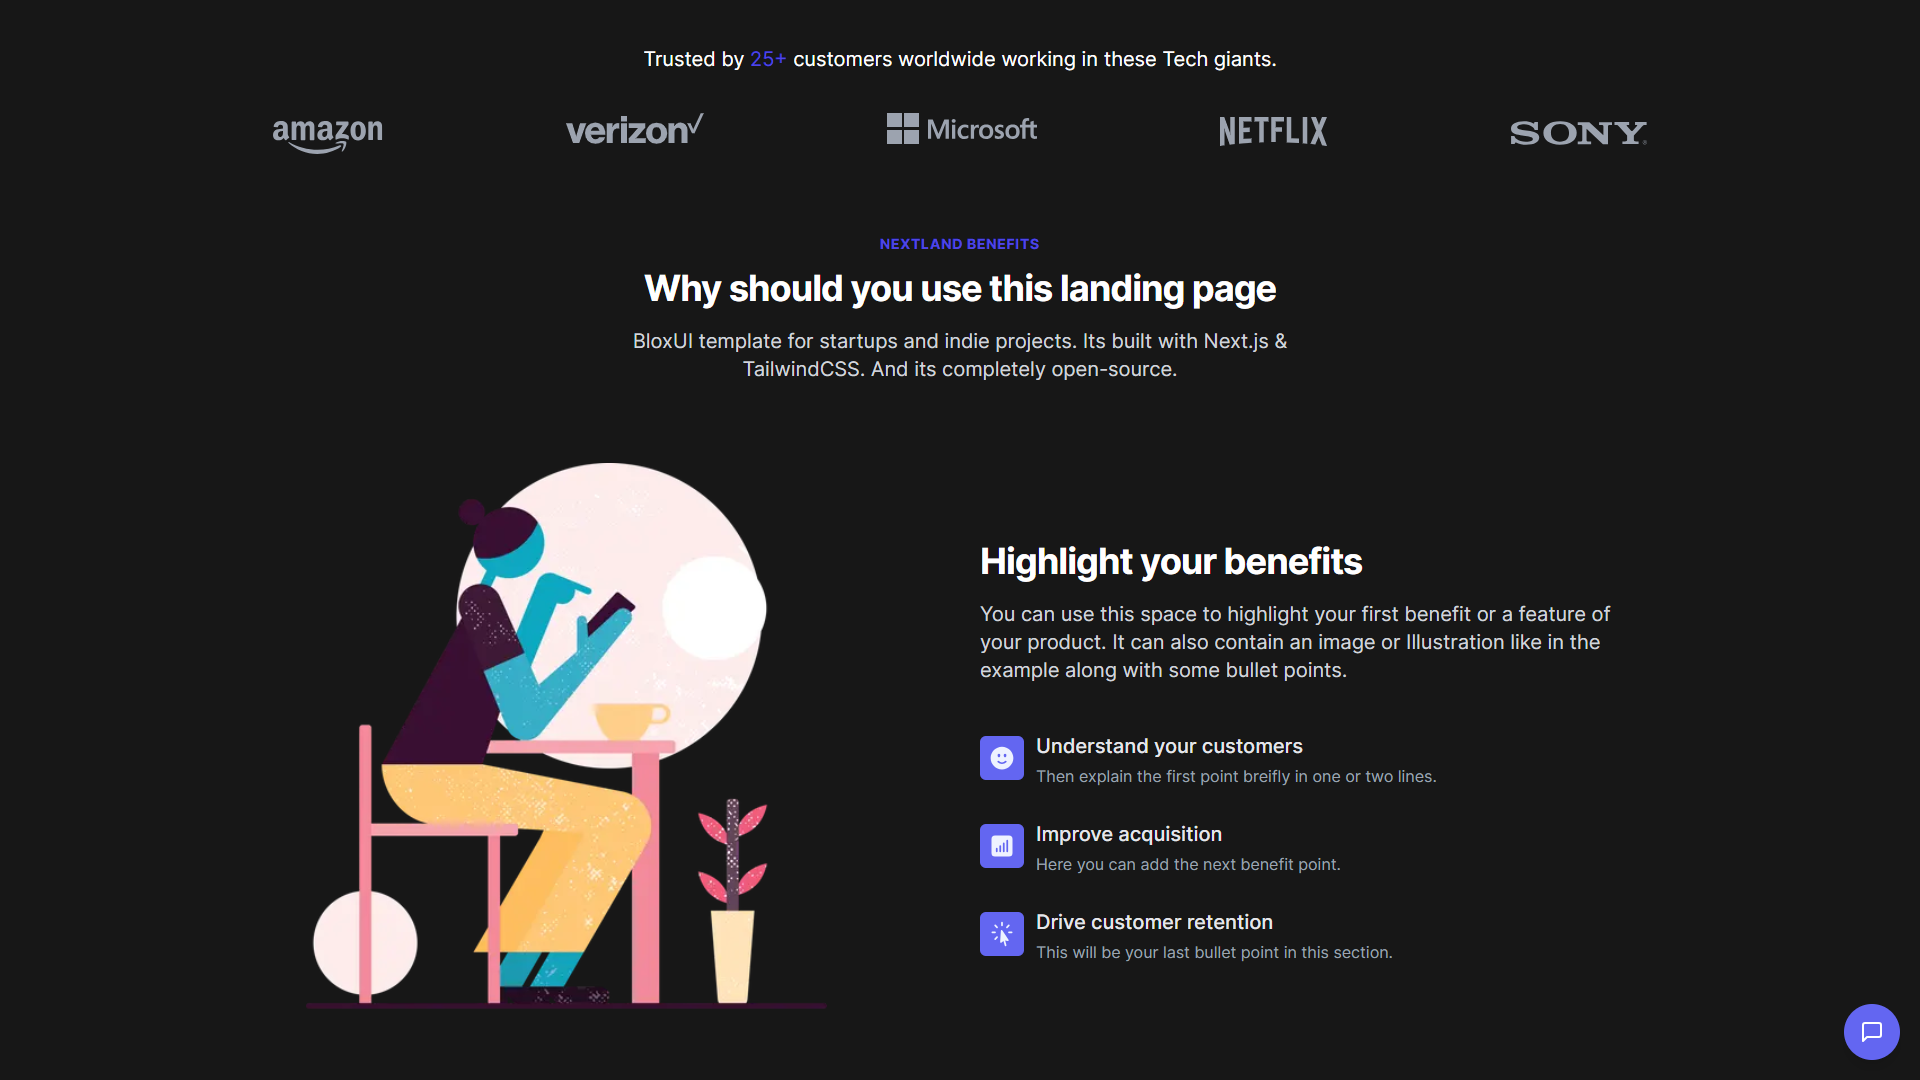 Trusted by 25+ customers worldwide working in these Tech giants.
amazon
verizon✓
Microsoft
NETFLIX
SONY
NEXTLAND BENEFITS
Why should you use this landing page
BloxUI template for startups and indie projects. Its built with Next.js &
TailwindCSS. And its completely open-source.
Highlight your benefits
You can use this space to highlight your first benefit or a feature of
your product. It can also contain an image or Illustration like in the
example along with some bullet points.
Understand your customers
Then explain the first point breifly in one or two lines.
Improve acquisition
Here you can add the next benefit point.
Drive customer retention
This will be your last bullet point in this section.